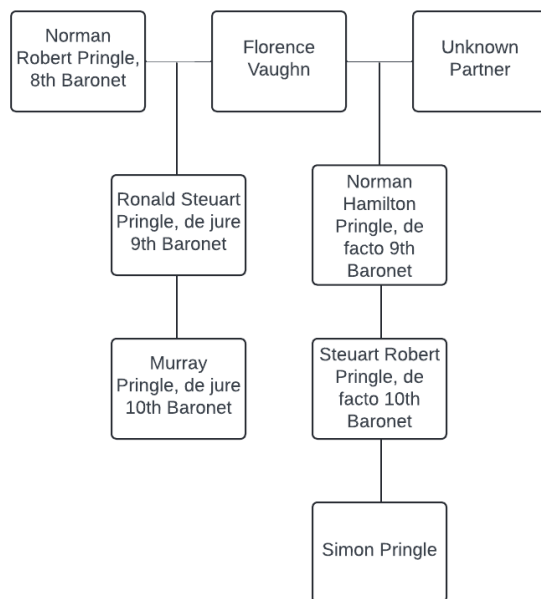 Norman
Robert Pringle,
8th Baronet
Florence
Vaughn
Unknown
Partner
Ronald Steuart
Pringle, de jure
9th Baronet
Norman
Hamilton
Pringle, de
facto 9th
Baronet
Murray
Pringle, de jure
10th Baronet
Steuart Robert
Pringle, de
facto 10th
Baronet
Simon Pringle